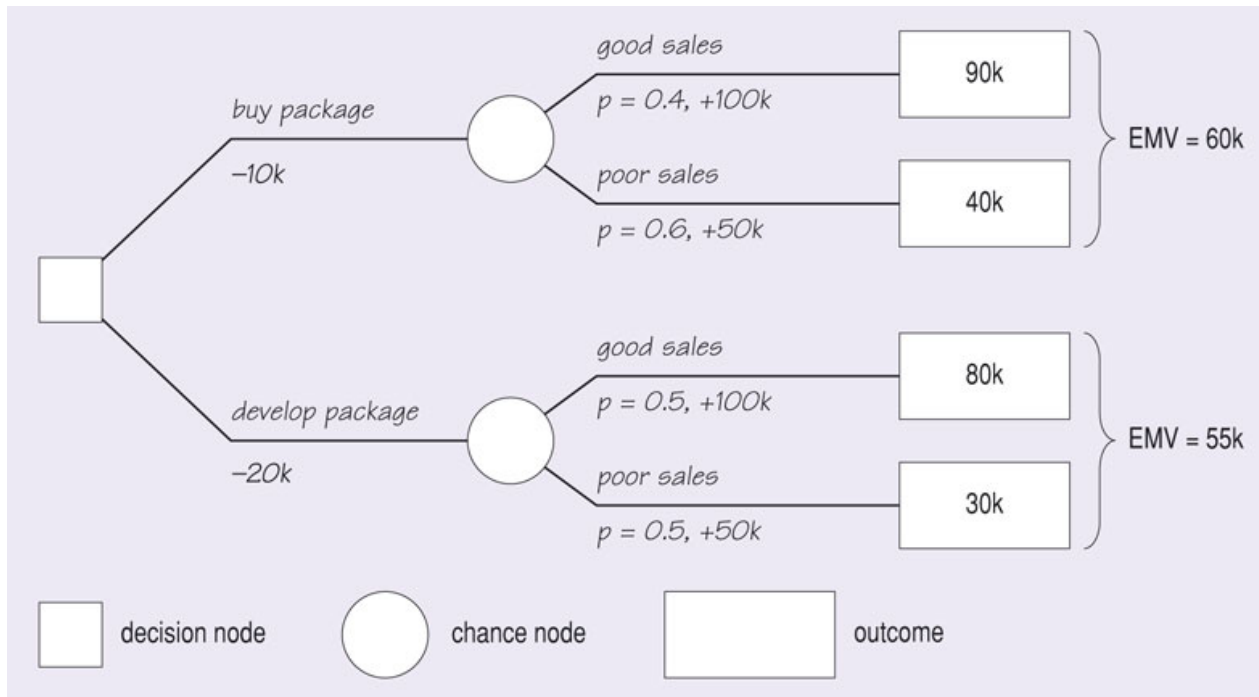 good sales
90k
p = 0.4, +100k
buy package
–10k
EMV = 60k
poor sales
40k
p = 0.6, +50k
good sales
80k
p = 0.5, +100k
develop package
–20k
EMV = 55k
poor sales
30k
p = 0.5, +50k
decision node
chance node
outcome